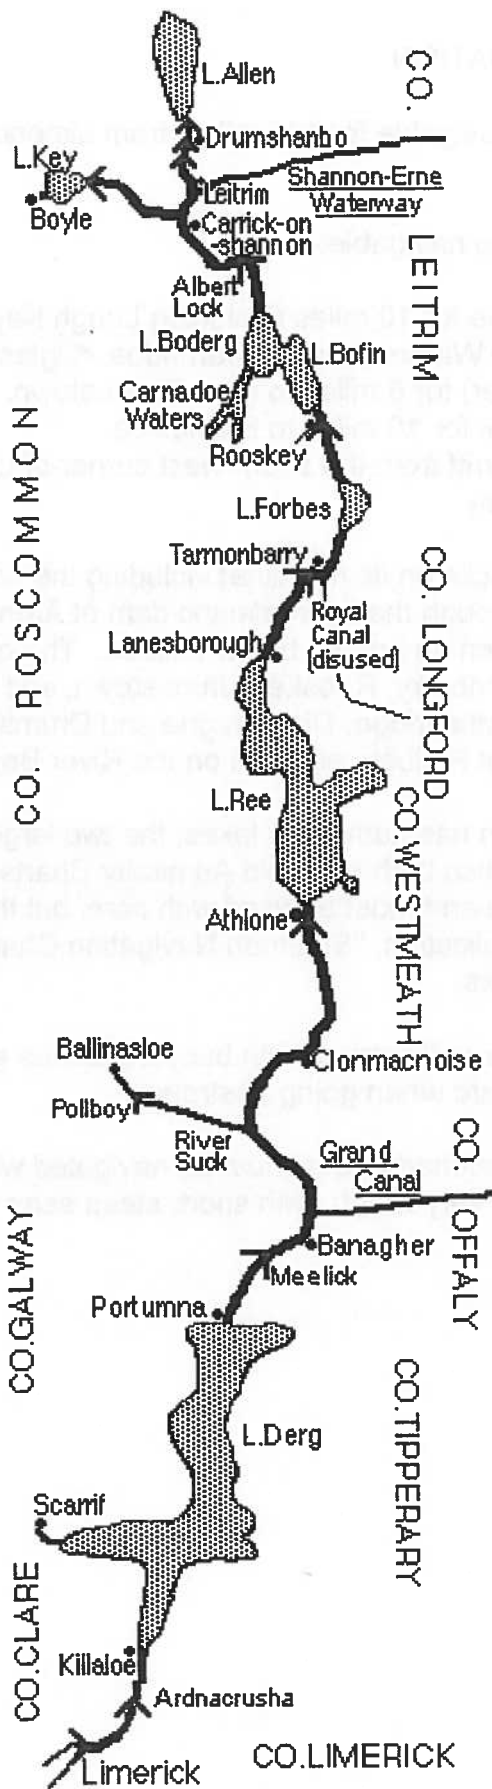 L.Allen
CO. LEITRIM
Drumshanbo
L.Key
Boyle
Leitrim
Shannon-Erne
Waterway
Carrick-on
-shannon
Albert
Lock
L.Boderg
L.Bofin
Carnadoe
Waters
Rooskey
CO. ROSCOMMON
L.Forbes
Tarmonbarry
CO.LONGFORD
Royal
Canal
(disused)
Lanesborough
L.Ree
CO.WESTMEATH
Athlone
Ballinasloe
Clonmacnoise
Pollboy
River
Suck
CO. OFFALY
Grand
Canal
Banagher
Meelick
CO.GALWAY
Portumna
CO.TIPPERARY
L.Derg
Scarrif
CO.CLARE
Killaloe
Ardnacrusha
Limerick
CO.LIMERICK